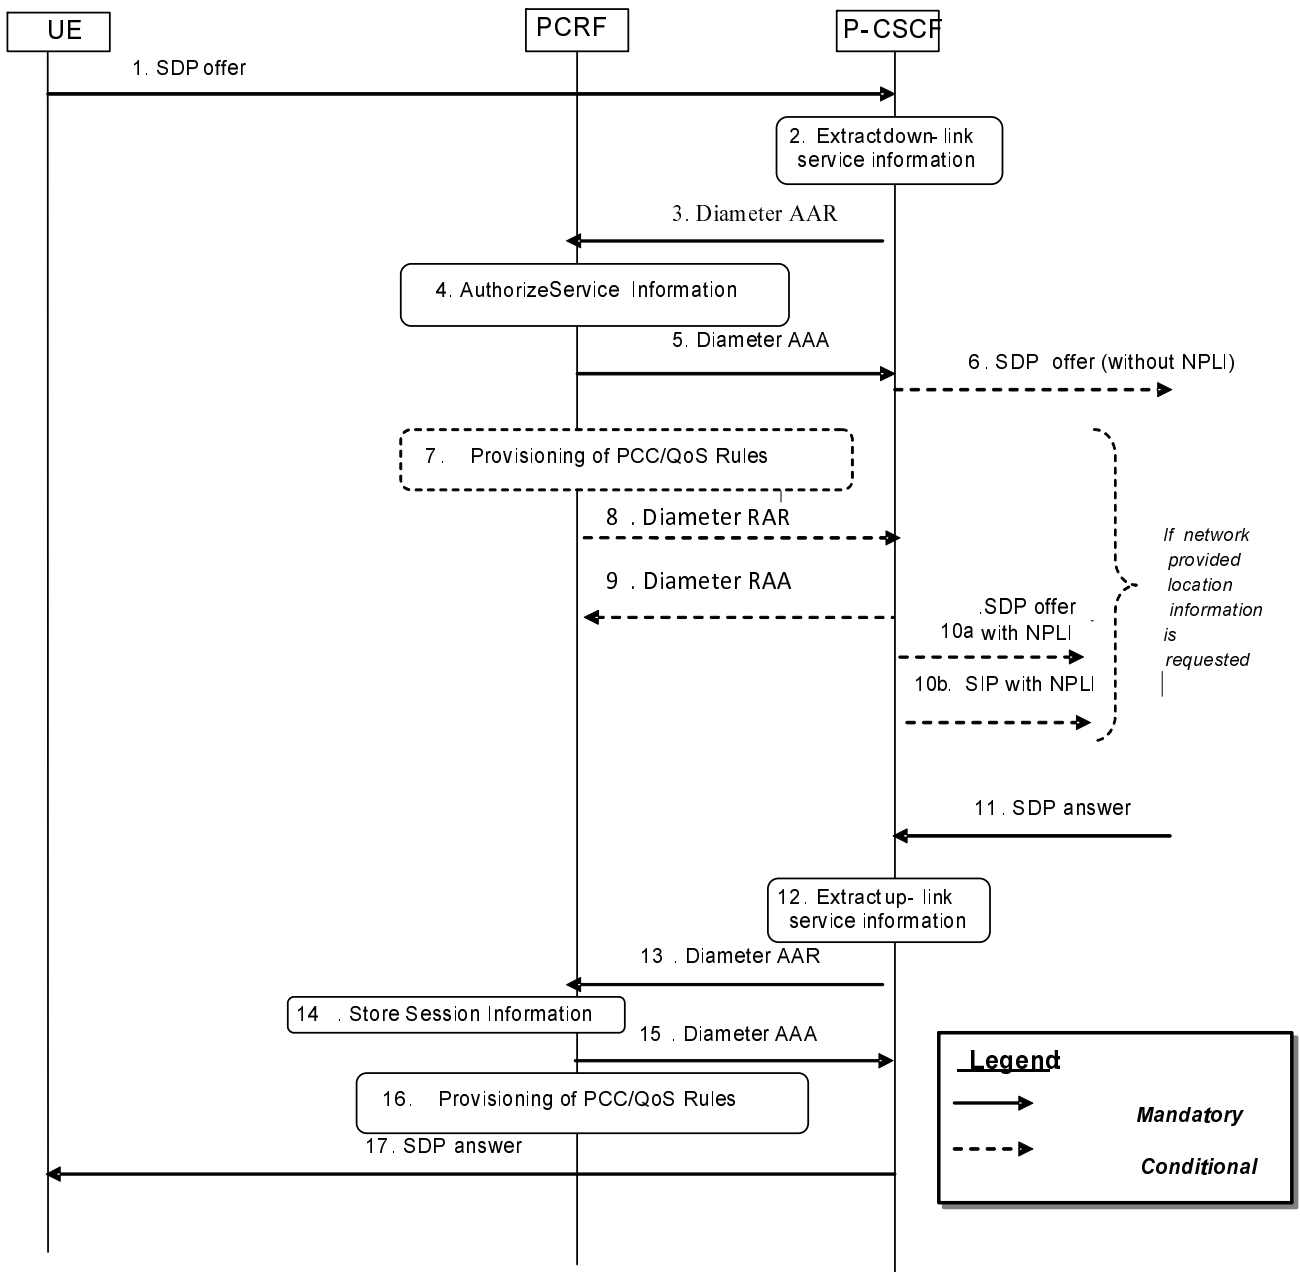 UE
PCRF
P-CSCF
1. SDP offer
2. Extractdown-link
service information
3. Diameter AAR
4. AuthorizeService Information
5. Diameter AAA
6. SDP offer (without NPLI)
7. Provisioning of PCC/QoS Rules
8 . Diameter RAR
9 . Diameter RAA
If network
provided
location
information
is
requested
.SDP offer
10a with NPLI
10b. SIP with NPLI
11. SDP answer
12. Extractup-link
service information
13 . Diameter AAR
14 . Store Session Information
15 . Diameter AAA
16. Provisioning of PCC/QoS Rules
17. SDP answer
Legend:
Mandatory
Conditional